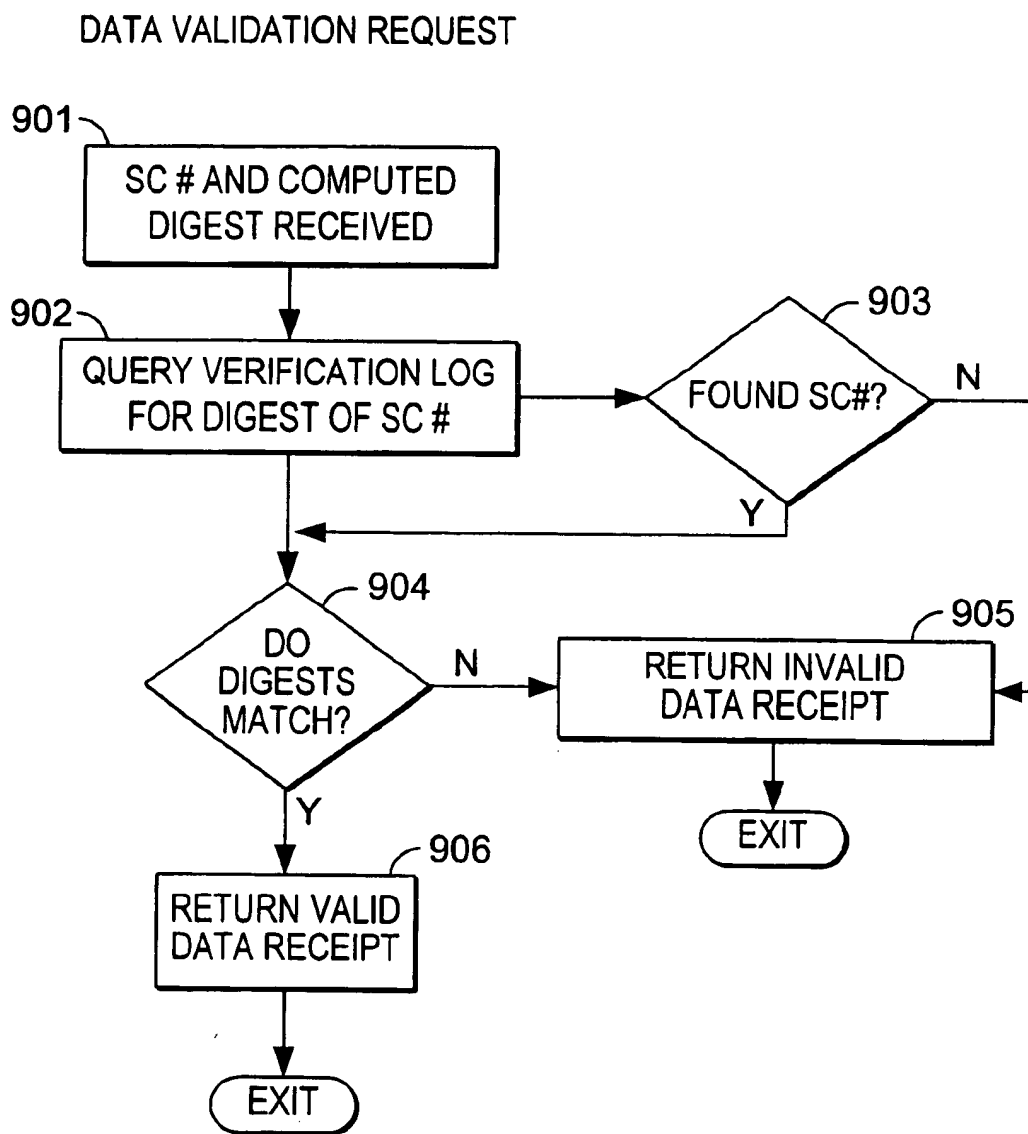 DATA VALIDATION REQUEST
901
SC # AND COMPUTED
DIGEST RECEIVED
902
QUERY VERIFICATION LOG
FOR DIGEST OF SC #
903
FOUND SC#?
N
Y
904
DO
DIGESTS
MATCH?
N
Y
905
RETURN INVALID
DATA RECEIPT
EXIT
906
RETURN VALID
DATA RECEIPT
EXIT